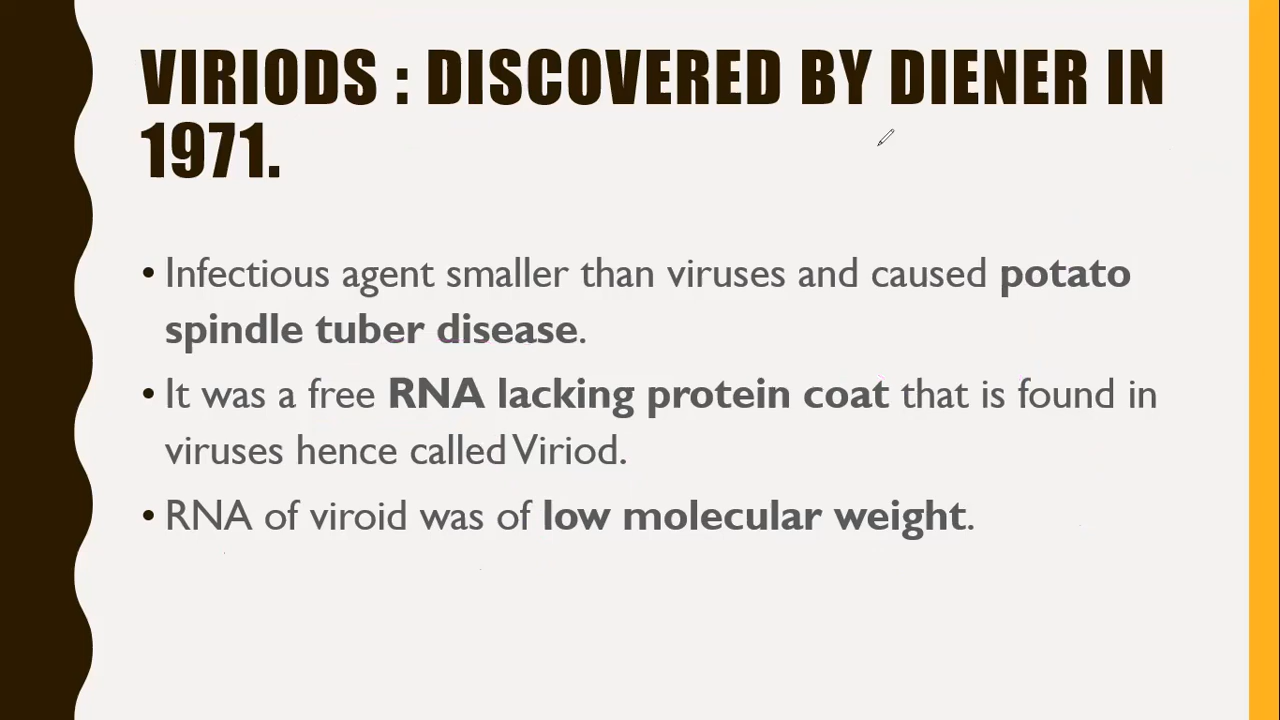 VIRIODS : DISCOVERED BY DIENER IN
1971.
• Infectious agent smaller than viruses and caused potato
spindle tuber disease.
• It was a free RNA lacking protein coat that is found in
viruses hence called Viriod.
• RNA of viroid was of low molecular weight.